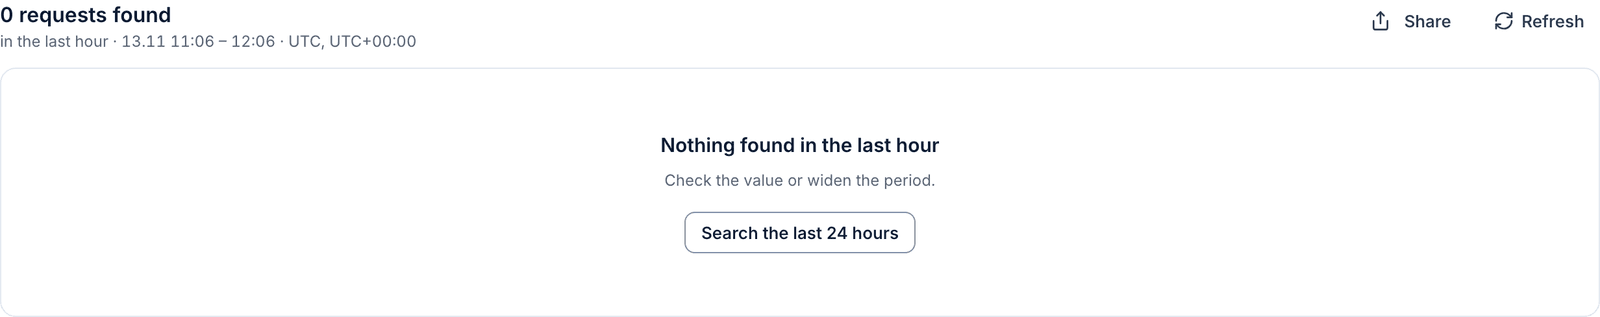 0 requests found
in the last hour · 13.11 11:06 – 12:06 · UTC, UTC+00:00
Share
Refresh
Nothing found in the last hour
Check the value or widen the period.
Search the last 24 hours